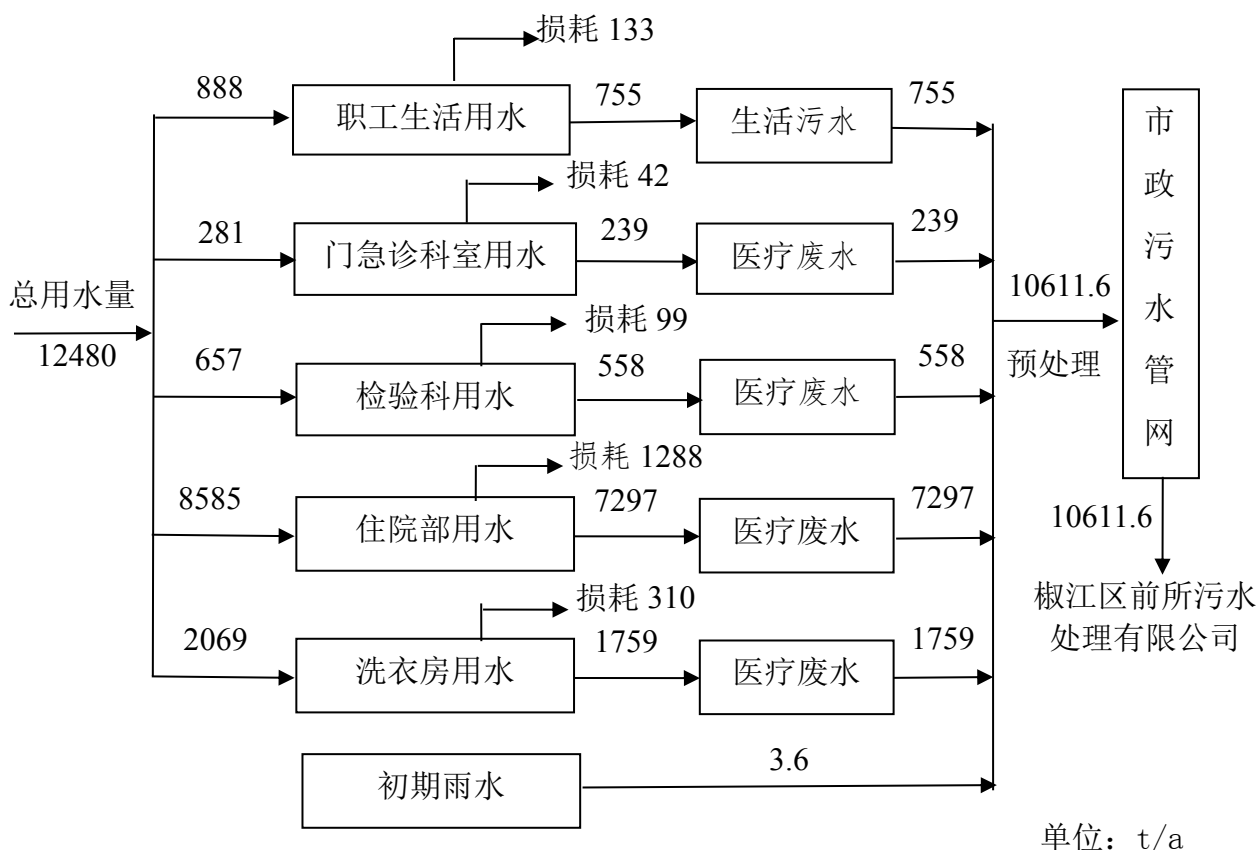 损耗 133
888
职工生活用水
755
生活污水
755
损耗 42
281
门急诊科室用水
239
医疗废水
239
总用水量
12480
损耗 99
657
检验科用水
558
医疗废水
558
10611.6
预处理
市
政
污
水
管
网
损耗 1288
8585
住院部用水
7297
医疗废水
7297
10611.6
椒江区前所污水
处理有限公司
损耗 310
2069
洗衣房用水
1759
医疗废水
1759
初期雨水
3.6
单位：t/a